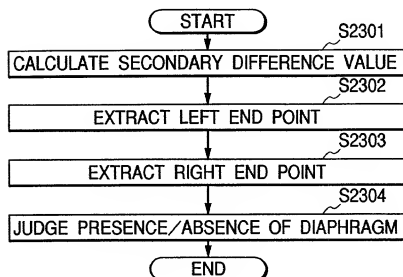 START
S2301
CALCULATE SECONDARY DIFFERENCE VALUE
S2302
EXTRACT LEFT END POINT
S2303
EXTRACT RIGHT END POINT
S2304
JUDGE PRESENCE/ABSENCE OF DIAPHRAGM
END